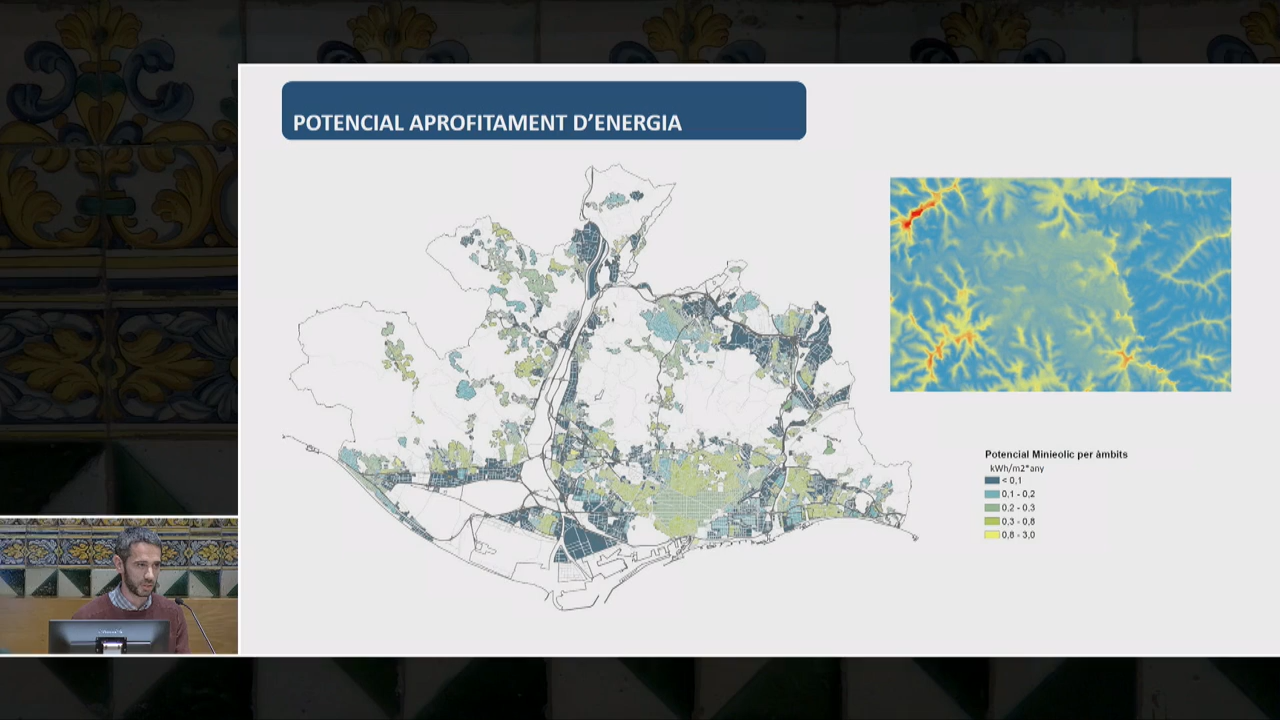 POTENCIAL APROFITAMENT D'ENERGIA
Potencial Minieolic per àmbits
kWh/m2*any
< 0,1
0,1 - 0,2
0,2 - 0,3
0,3 - 0,8
0,8 - 3,0